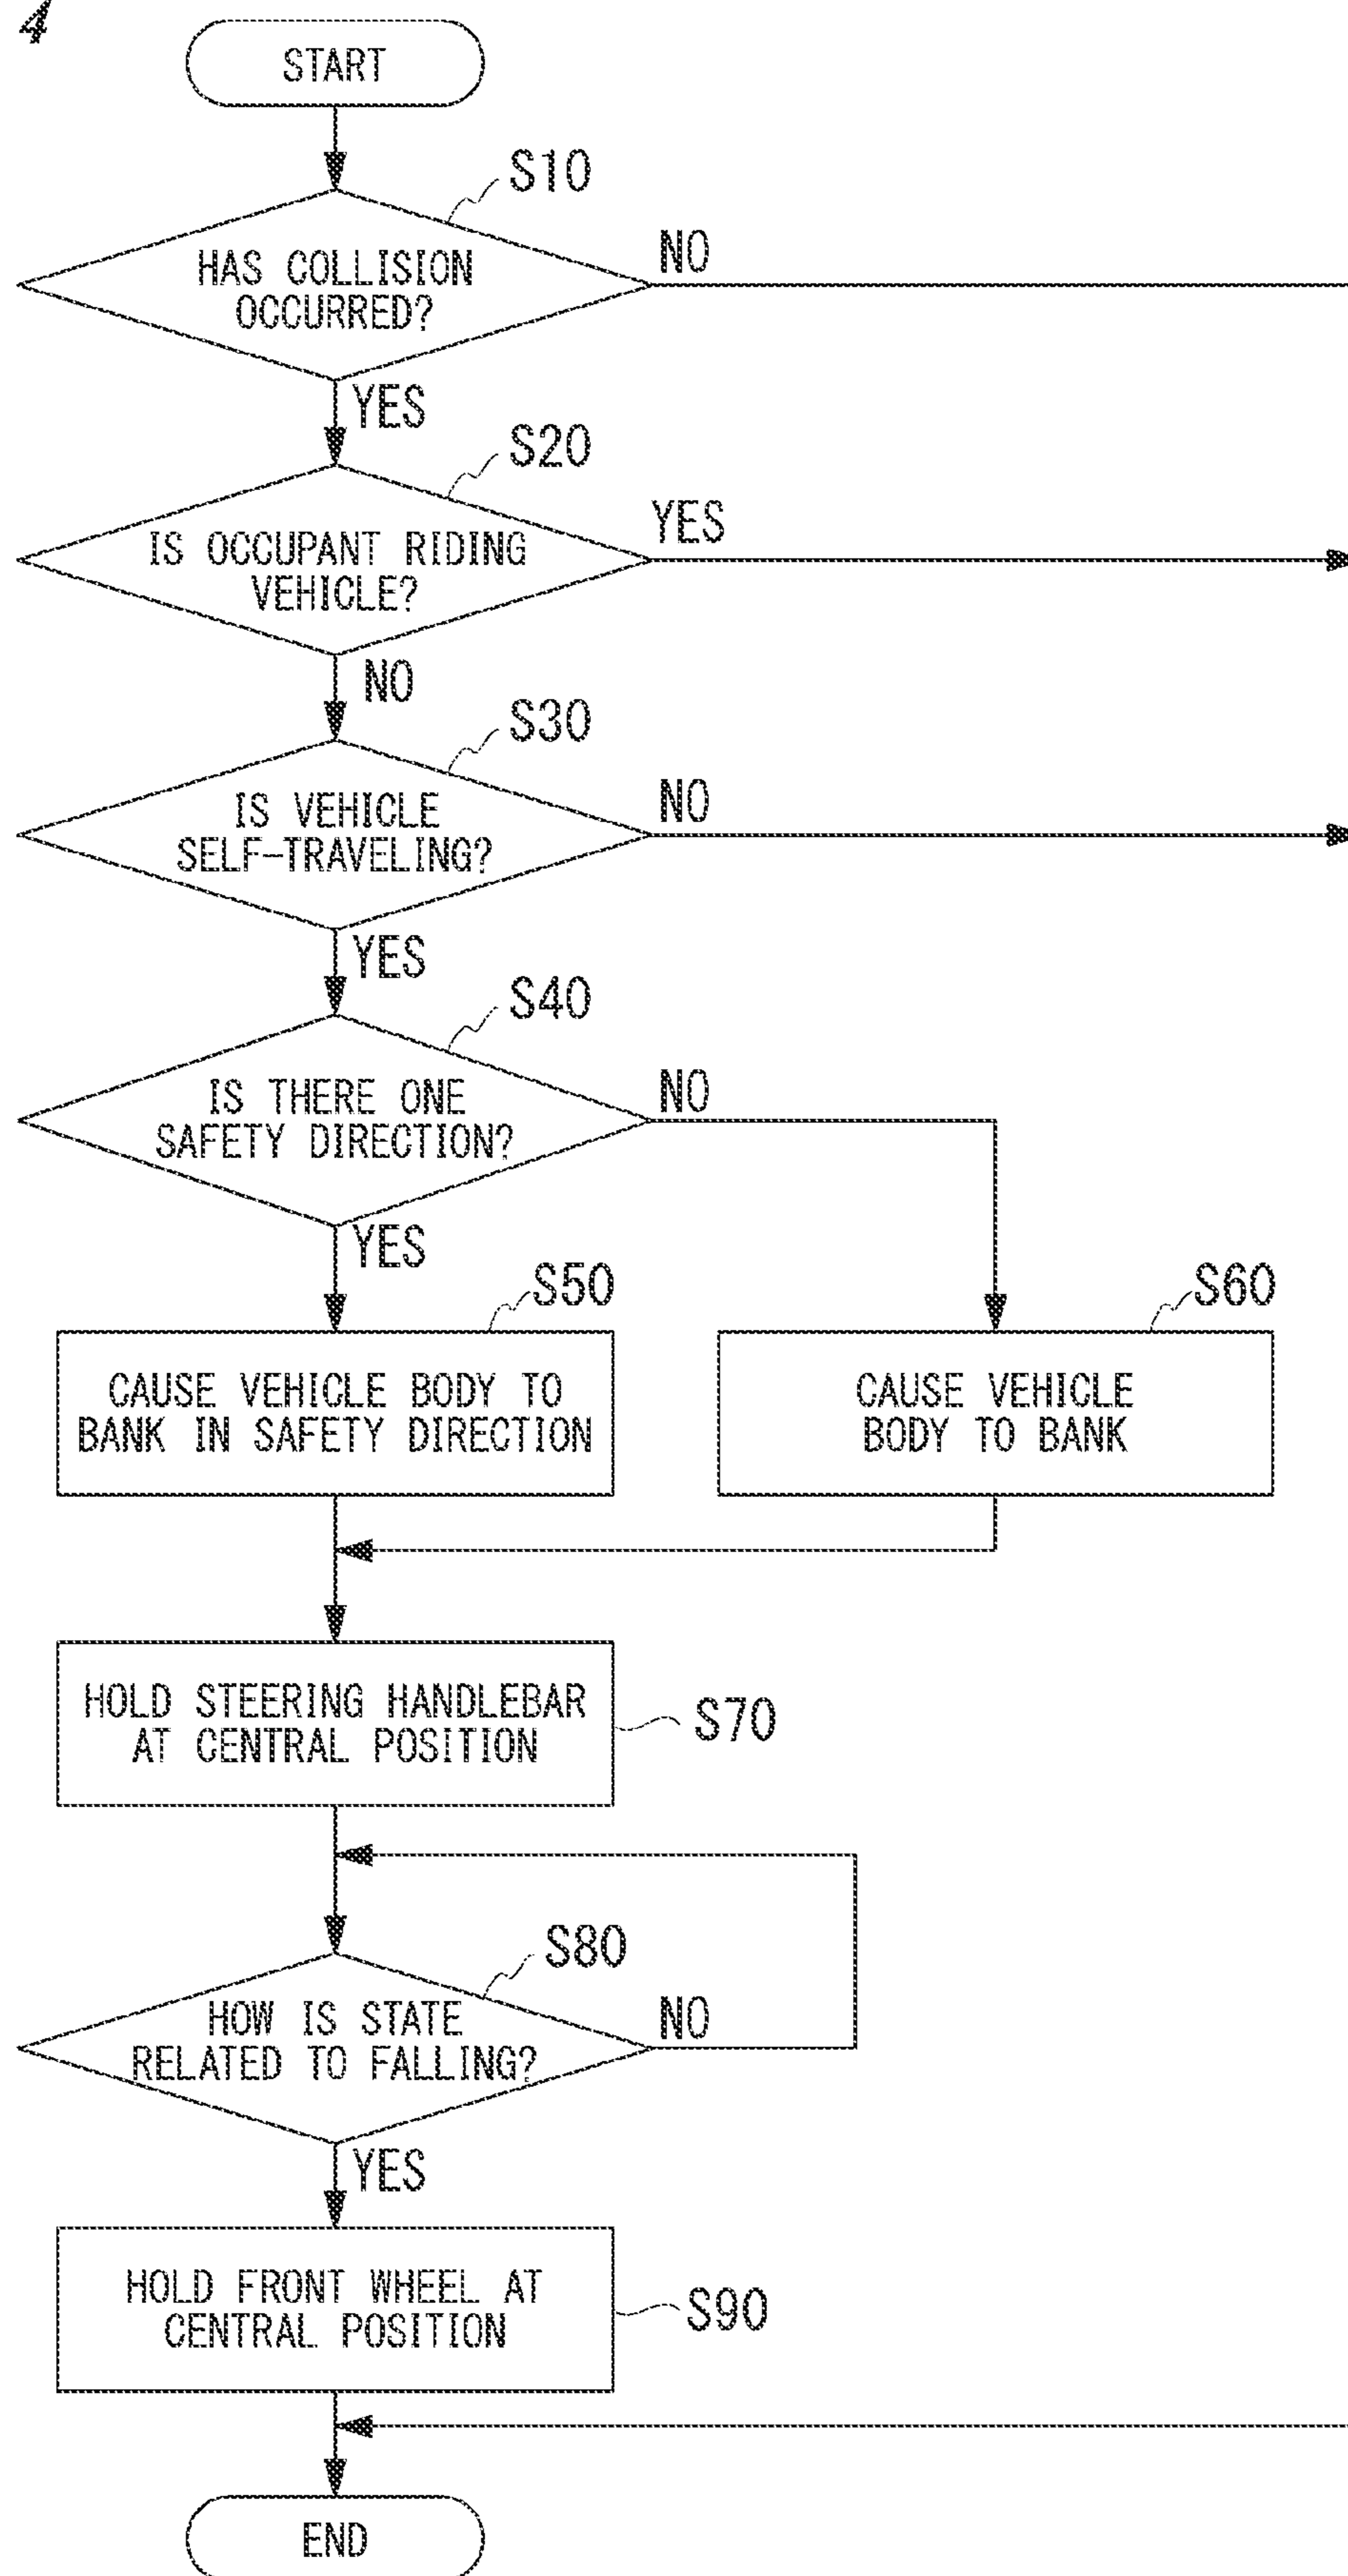 4
START
S10
HAS COLLISION
OCCURRED?
NO
YES
S20
IS OCCUPANT RIDING
VEHICLE?
YES
NO
S30
IS VEHICLE
SELF-TRAVELING?
NO
YES
S40
IS THERE ONE
SAFETY DIRECTION?
NO
YES
S50
CAUSE VEHICLE BODY TO
BANK IN SAFETY DIRECTION
S60
CAUSE VEHICLE
BODY TO BANK
HOLD STEERING HANDLEBAR
AT CENTRAL POSITION
S70
S80
HOW IS STATE
RELATED TO FALLING?
NO
YES
HOLD FRONT WHEEL AT
CENTRAL POSITION
S90
END